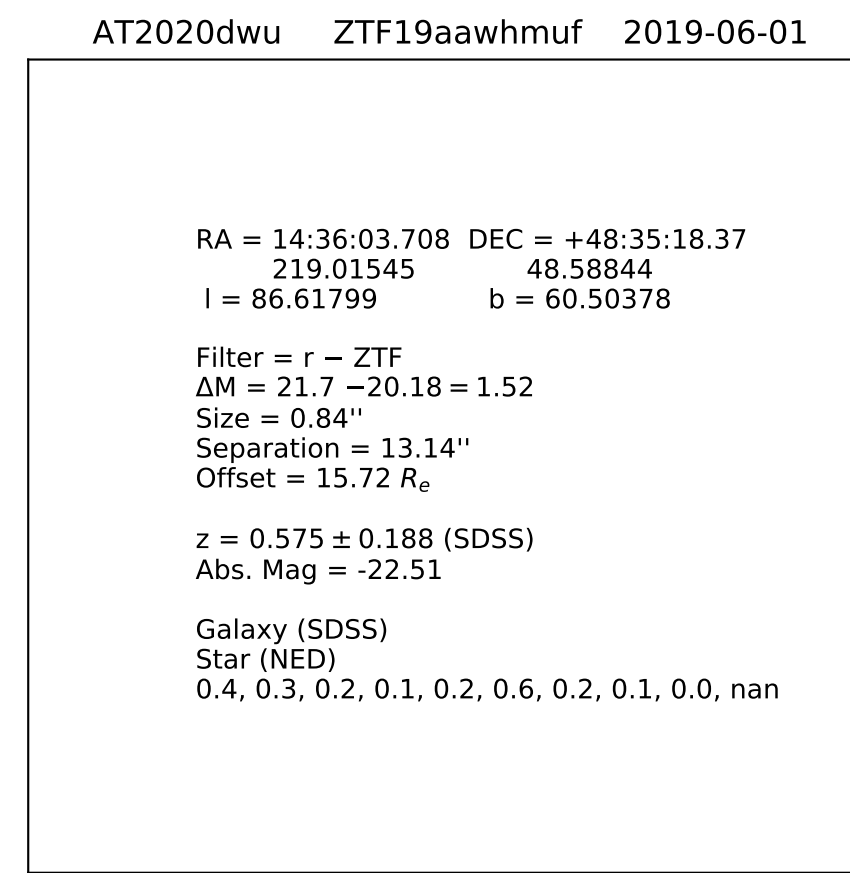 AT2020dwu ZTF19aawhmuf 2019-06-01
RA = 14:36:03.708 DEC = +48:35:18.37
219.01545 48.58844
l = 86.61799 b = 60.50378
Filter = r − ZTF
ΔM = 21.7 −20.18 = 1.52
Size = 0.84''
Separation = 13.14''
Offset = 15.72 Rₑ
z = 0.575 ± 0.188 (SDSS)
Abs. Mag = -22.51
Galaxy (SDSS)
Star (NED)
0.4, 0.3, 0.2, 0.1, 0.2, 0.6, 0.2, 0.1, 0.0, nan